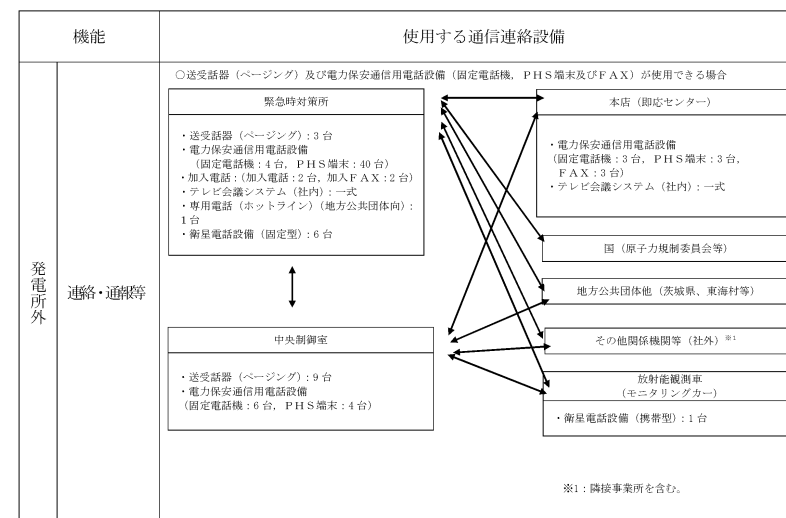 機能
使用する通信連絡設備
発電所外
連絡・通報等
○送受話器（ページング）及び電力保安通信用電話設備（固定電話機，ＰＨＳ端末及びＦＡＸ）が使用できる場合
緊急時対策所
・送受話器（ページング）：３台
・電力保安通信用電話設備
（固定電話機：４台，ＰＨＳ端末：40台）
・加入電話：（加入電話：２台，加入ＦＡＸ：２台）
・テレビ会議システム（社内）：一式
・専用電話（ホットライン）（地方公共団体向）：
１台
・衛星電話設備（固定型）：６台
中央制御室
・送受話器（ページング）：９台
・電力保安通信用電話設備
（固定電話機：６台，ＰＨＳ端末：４台）
本店（即応センター）
・電力保安通信用電話設備
（固定電話機：３台，ＰＨＳ端末：３台，
ＦＡＸ：３台）
・テレビ会議システム（社内）：一式
国（原子力規制委員会等）
地方公共団体他（茨城県、東海村等）
その他関係機関等（社外）※1
放射能観測車
（モニタリングカー）
・衛星電話設備（携帯型）：１台
※1：隣接事業所を含む。